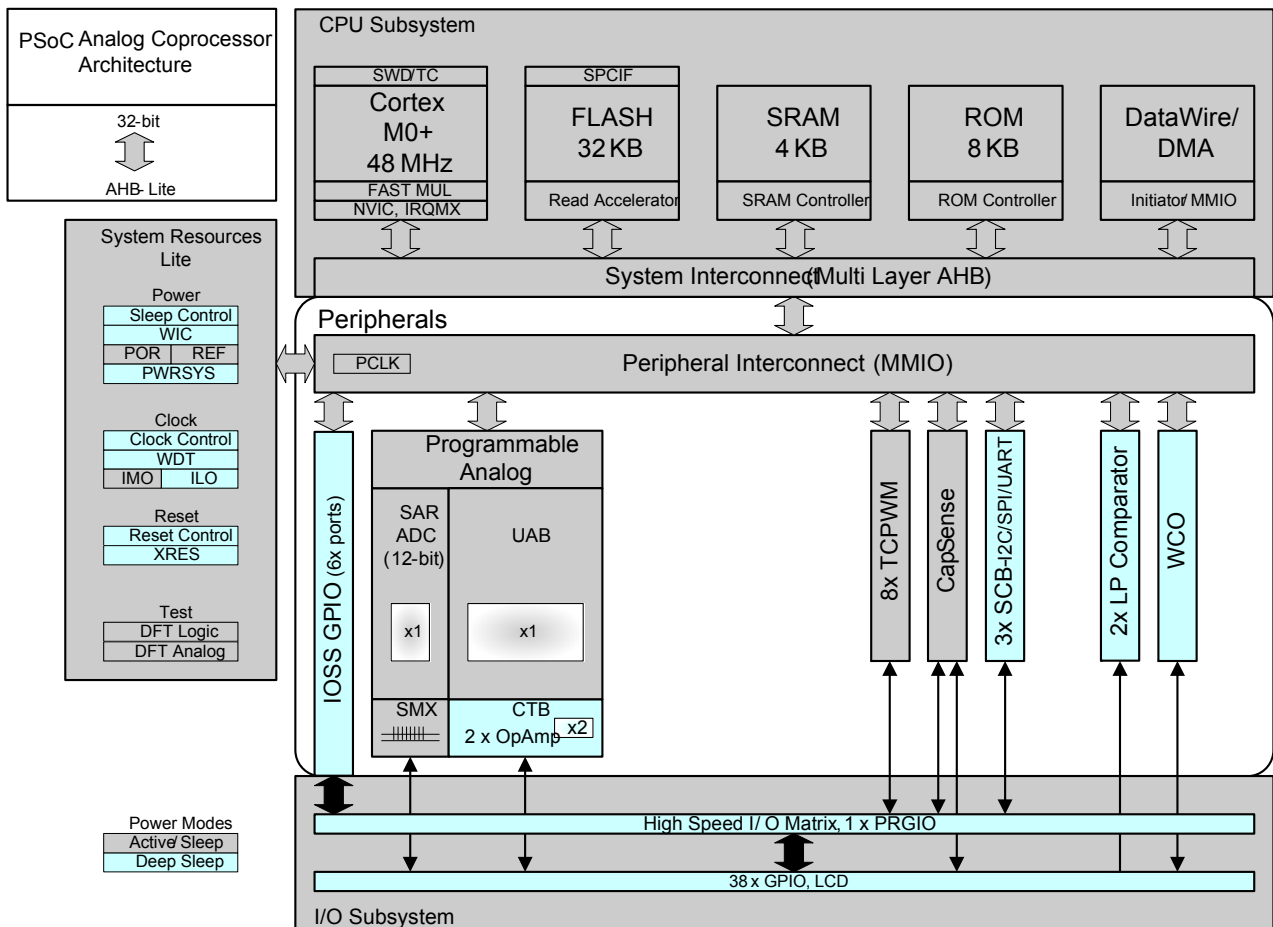 PSoC Analog Coprocessor
Architecture
32-bit
AHB- Lite
CPU Subsystem
SWD/TC
Cortex
M0+
48 MHz
FAST MUL
NVIC, IRQMX
SPCIF
FLASH
32 KB
Read Accelerator
SRAM
4 KB
SRAM Controller
ROM
8 KB
ROM Controller
DataWire/
DMA
Initiator/ MMIO
System Interconnect (Multi Layer AHB)
System Resources
Lite
Power
Sleep Control
WIC
POR REF
PWRSYS
Clock
Clock Control
WDT
IMO ILO
Reset
Reset Control
XRES
Test
DFT Logic
DFT Analog
Peripherals
PCLK
Peripheral Interconnect (MMIO)
IOSS GPIO (6x ports)
Programmable
Analog
SAR
ADC
(12-bit)
x1
UAB
x1
SMX
CTB
x2
2 x OpAmp
8x TCPWM
CapSense
3x SCB-I2C/SPI/UART
2x LP Comparator
WCO
Power Modes
Active/ Sleep
Deep Sleep
High Speed I/ O Matrix, 1 x PRGIO
38 x GPIO, LCD
I/O Subsystem